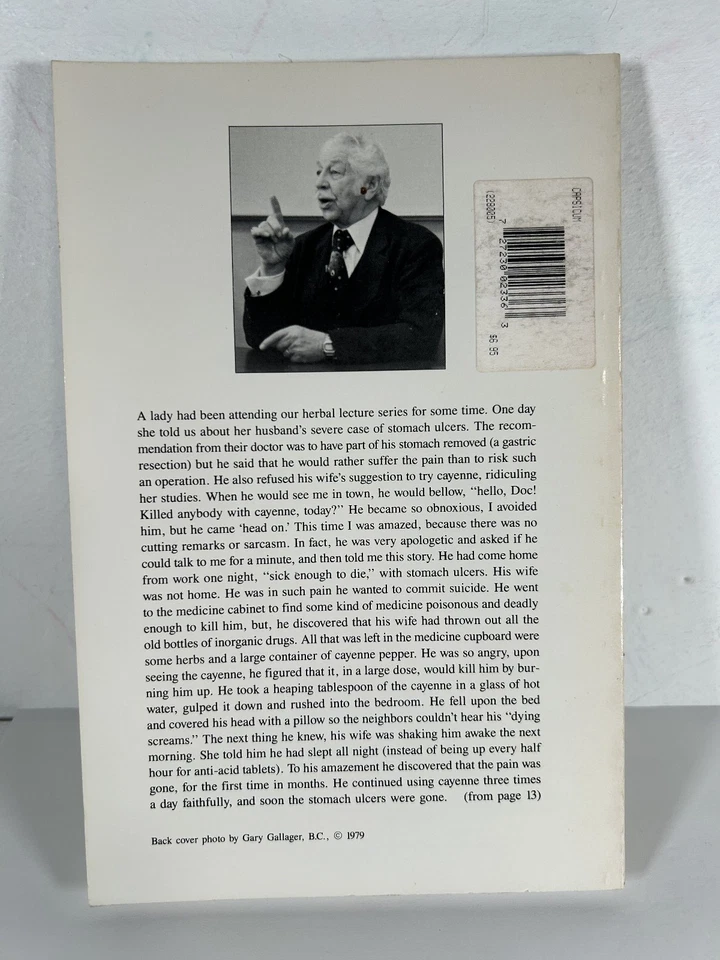 CAPSICUM
(228005)
7 27230 02336 3
$6.95
A lady had been attending our herbal lecture series for some time. One day
she told us about her husband's severe case of stomach ulcers. The recom-
mendation from their doctor was to have part of his stomach removed (a gastric
resection) but he said that he would rather suffer the pain than to risk such
an operation. He also refused his wife's suggestion to try cayenne, ridiculing
her studies. When he would see me in town, he would bellow, "hello, Doc!
Killed anybody with cayenne, today?" He became so obnoxious, I avoided
him, but he came 'head on.' This time I was amazed, because there was no
cutting remarks or sarcasm. In fact, he was very apologetic and asked if he
could talk to me for a minute, and then told me this story. He had come home
from work one night, "sick enough to die," with stomach ulcers. His wife
was not home. He was in such pain he wanted to commit suicide. He went
to the medicine cabinet to find some kind of medicine poisonous and deadly
enough to kill him, but, he discovered that his wife had thrown out all the
old bottles of inorganic drugs. All that was left in the medicine cupboard were
some herbs and a large container of cayenne pepper. He was so angry, upon
seeing the cayenne, he figured that it, in a large dose, would kill him by bur-
ning him up. He took a heaping tablespoon of the cayenne in a glass of hot
water, gulped it down and rushed into the bedroom. He fell upon the bed
and covered his head with a pillow so the neighbors couldn't hear his "dying
screams." The next thing he knew, his wife was shaking him awake the next
morning. She told him he had slept all night (instead of being up every half
hour for anti-acid tablets). To his amazement he discovered that the pain was
gone, for the first time in months. He continued using cayenne three times
a day faithfully, and soon the stomach ulcers were gone. (from page 13)
Back cover photo by Gary Gallager, B.C., © 1979